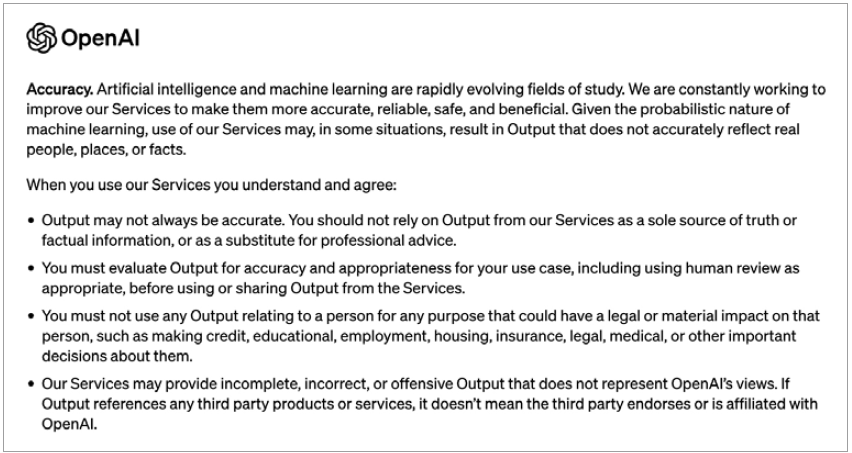 OpenAI
Accuracy. Artificial intelligence and machine learning are rapidly evolving fields of study. We are constantly working to
improve our Services to make them more accurate, reliable, safe, and beneficial. Given the probabilistic nature of
machine learning, use of our Services may, in some situations, result in Output that does not accurately reflect real
people, places, or facts.
When you use our Services you understand and agree:
• Output may not always be accurate. You should not rely on Output from our Services as a sole source of truth or
factual information, or as a substitute for professional advice.
• You must evaluate Output for accuracy and appropriateness for your use case, including using human review as
appropriate, before using or sharing Output from the Services.
• You must not use any Output relating to a person for any purpose that could have a legal or material impact on that
person, such as making credit, educational, employment, housing, insurance, legal, medical, or other important
decisions about them.
• Our Services may provide incomplete, incorrect, or offensive Output that does not represent OpenAI’s views. If
Output references any third party products or services, it doesn’t mean the third party endorses or is affiliated with
OpenAI.